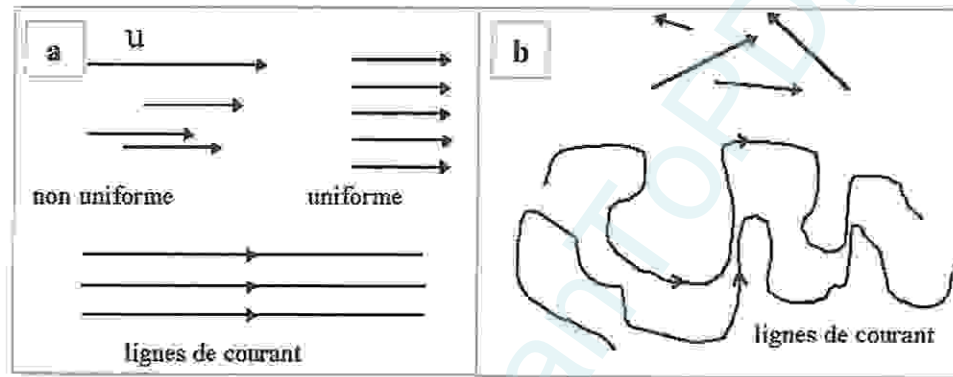 a
u
non uniforme
uniforme
lignes de courant
b
lignes de courant